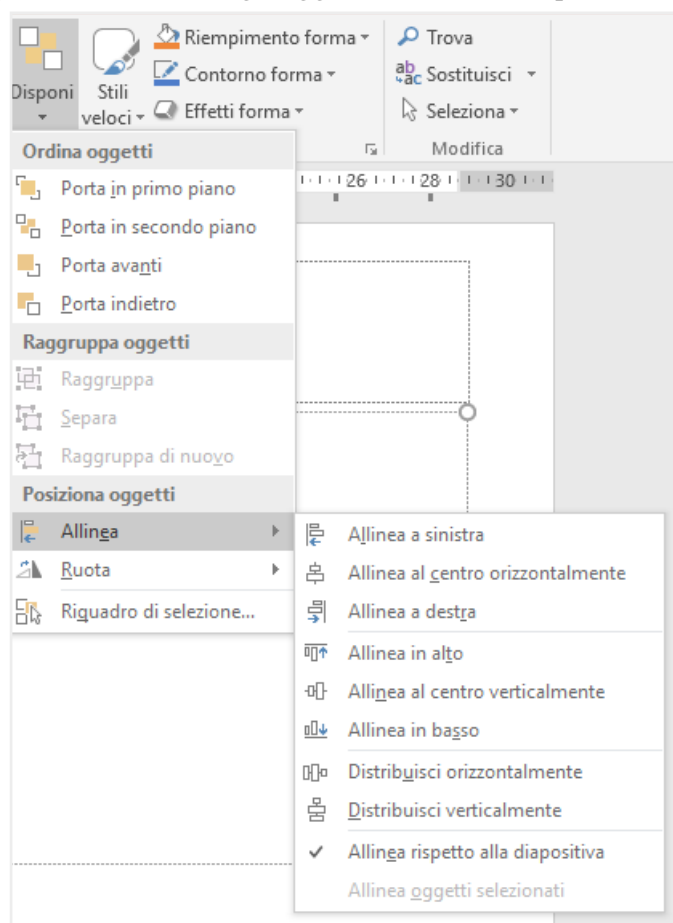 Riempimento forma
Trova
Contorno forma
ab ac Sostituisci
Disponi
Stili veloci
Effetti forma
Seleziona
Modifica
Ordina oggetti
26 28 30
Porta in primo piano
Porta in secondo piano
Porta avanti
Porta indietro
Raggruppa oggetti
Raggruppa
Separa
Raggruppa di nuovo
Posiziona oggetti
Allinea
Ruota
Riquadro di selezione...
Allinea a sinistra
Allinea al centro orizzontalmente
Allinea a destra
Allinea in alto
Allinea al centro verticalmente
Allinea in basso
Distribuisci orizzontalmente
Distribuisci verticalmente
Allinea rispetto alla diapositiva
Allinea oggetti selezionati